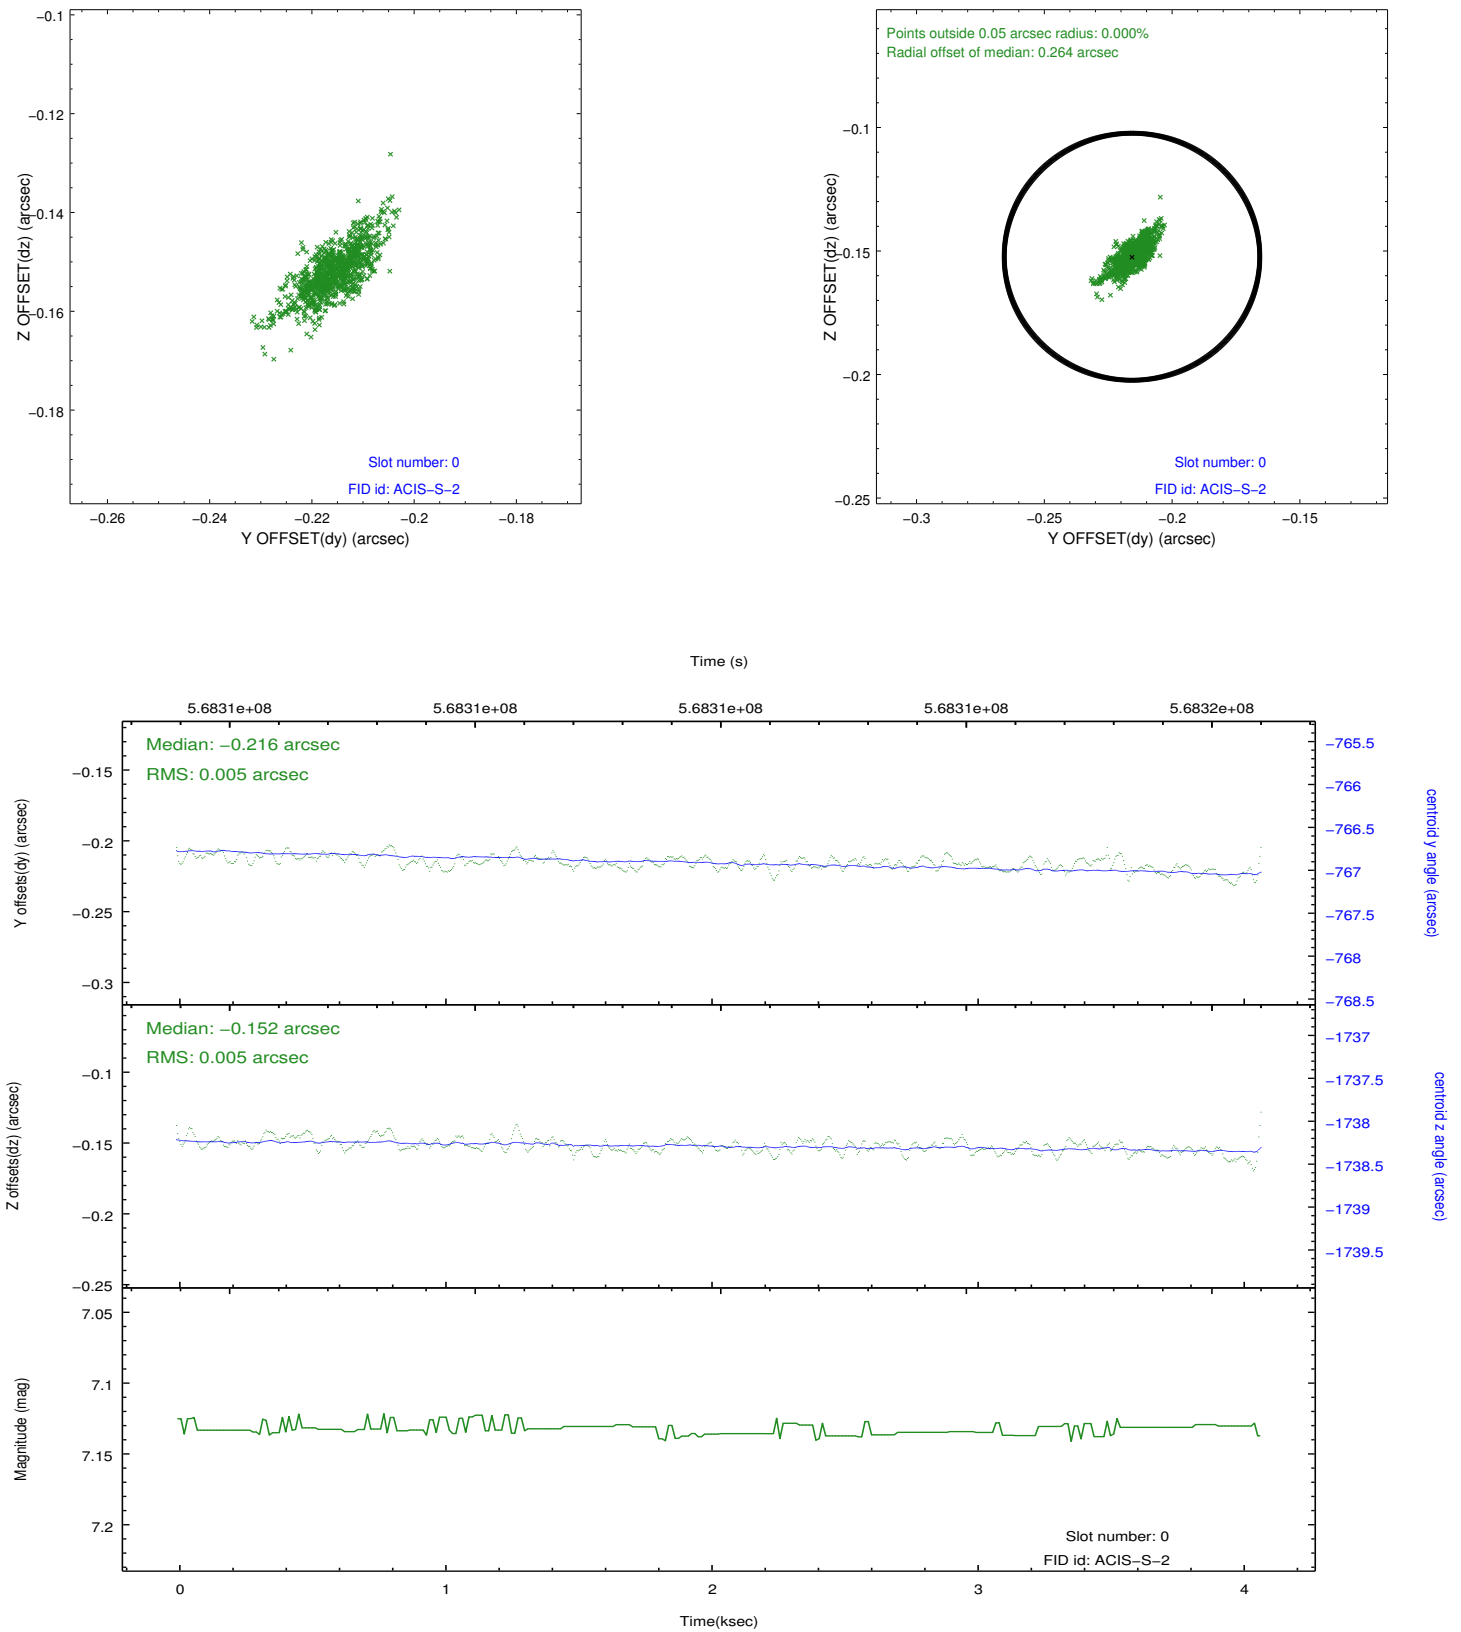 −0.1
−0.12
−0.14
−0.16
−0.18
Z OFFSET(dz) (arcsec)
Slot number: 0
FID id: ACIS−S−2
−0.26
−0.24
−0.22
−0.2
−0.18
Y OFFSET(dy) (arcsec)
Points outside 0.05 arcsec radius: 0.000%
Radial offset of median: 0.264 arcsec
−0.1
−0.15
−0.2
−0.25
Z OFFSET(dz) (arcsec)
Slot number: 0
FID id: ACIS−S−2
−0.3
−0.25
−0.2
−0.15
Y OFFSET(dy) (arcsec)
Time (s)
5.6831e+08
5.6831e+08
5.6831e+08
5.6831e+08
5.6832e+08
Median: −0.216 arcsec
RMS: 0.005 arcsec
−0.15
−0.2
−0.25
−0.3
Y offsets(dy) (arcsec)
−765.5
−766
−766.5
−767
−767.5
−768
−768.5
centroid y angle (arcsec)
Median: −0.152 arcsec
RMS: 0.005 arcsec
−0.1
−0.15
−0.2
−0.25
Z offsets(dz) (arcsec)
−1737
−1737.5
−1738
−1738.5
−1739
−1739.5
centroid z angle (arcsec)
7.05
7.1
7.15
7.2
Magnitude (mag)
Slot number: 0
FID id: ACIS−S−2
0
1
2
3
4
Time(ksec)